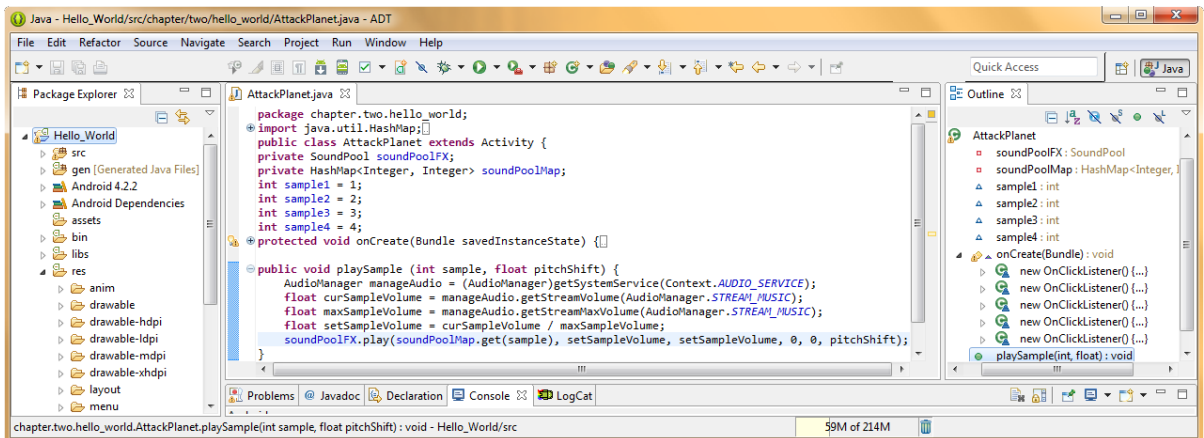 Java - Hello_World/src/chapter/two/hello_world/AttackPlanet.java - ADT
File Edit Refactor Source Navigate Search Project Run Window Help
Quick Access
Java
Package Explorer
Hello_World
src
gen [Generated Java Files]
Android 4.2.2
Android Dependencies
assets
bin
libs
res
anim
drawable
drawable-hdpi
drawable-ldpi
drawable-mdpi
drawable-xhdpi
layout
menu
AttackPlanet.java
package chapter.two.hello_world;
import java.util.HashMap;
public class AttackPlanet extends Activity {
private SoundPool soundPoolFX;
private HashMap<Integer, Integer> soundPoolMap;
int sample1 = 1;
int sample2 = 2;
int sample3 = 3;
int sample4 = 4;
protected void onCreate(Bundle savedInstanceState) {
public void playSample (int sample, float pitchShift) {
AudioManager manageAudio = (AudioManager)getSystemService(Context.AUDIO_SERVICE);
float curSampleVolume = manageAudio.getStreamVolume(AudioManager.STREAM_MUSIC);
float maxSampleVolume = manageAudio.getStreamMaxVolume(AudioManager.STREAM_MUSIC);
float setSampleVolume = curSampleVolume / maxSampleVolume;
soundPoolFX.play(soundPoolMap.get(sample), setSampleVolume, setSampleVolume, 0, 0, pitchShift);
}
Outline
AttackPlanet
soundPoolFX : SoundPool
soundPoolMap : HashMap<Integer, I
sample1 : int
sample2 : int
sample3 : int
sample4 : int
onCreate(Bundle) : void
new OnClickListener() {...}
new OnClickListener() {...}
new OnClickListener() {...}
new OnClickListener() {...}
new OnClickListener() {...}
playSample(int, float) : void
Problems @ Javadoc Declaration Console LogCat
chapter.two.hello_world.AttackPlanet.playSample(int sample, float pitchShift) : void - Hello_World/src
59M of 214M